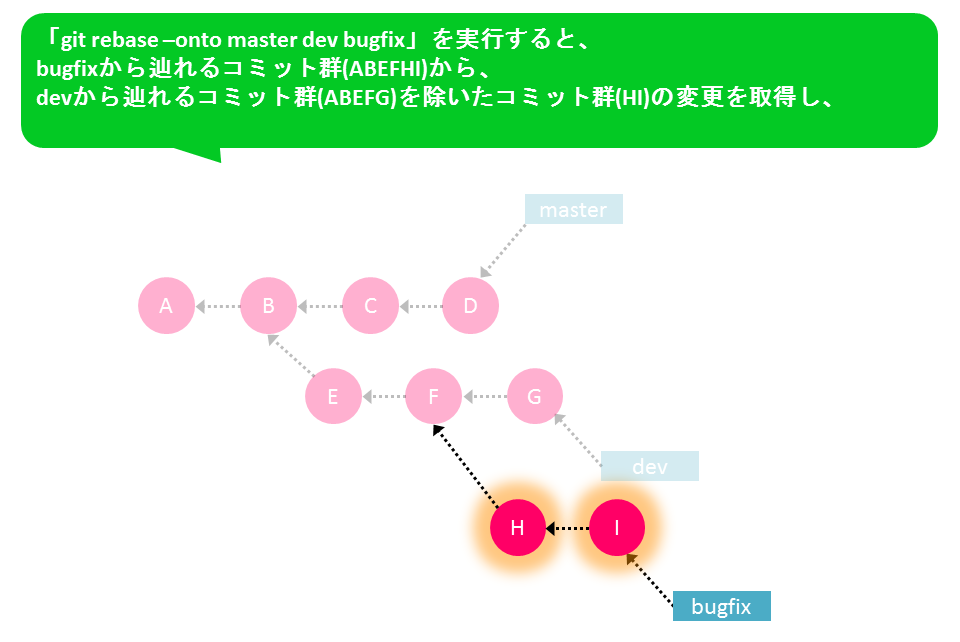 「git rebase –onto master dev bugfix」を実行すると、
bugfixから辿れるコミット群(ABEFHI)から、
devから辿れるコミット群(ABEFG)を除いたコミット群(HI)の変更を取得し、
master
A
B
C
D
E
F
G
dev
H
I
bugfix